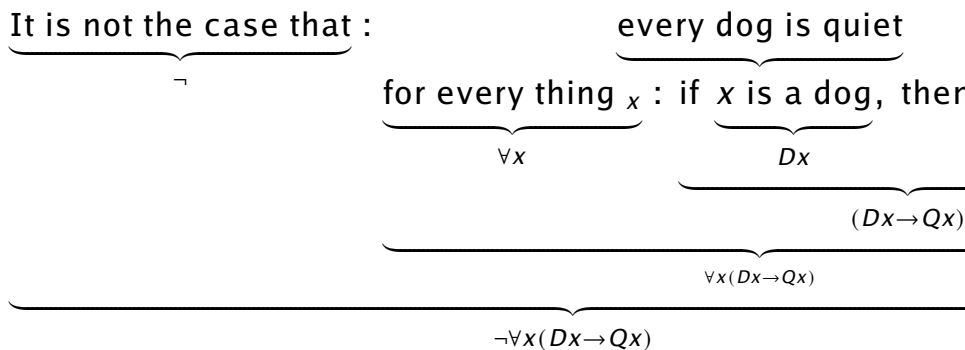 It is not the case that : every dog is quiet
¬ for every thing x : if x is a dog, then
∀x Dx
(Dx→Qx)
∀x(Dx→Qx)
¬∀x(Dx→Qx)